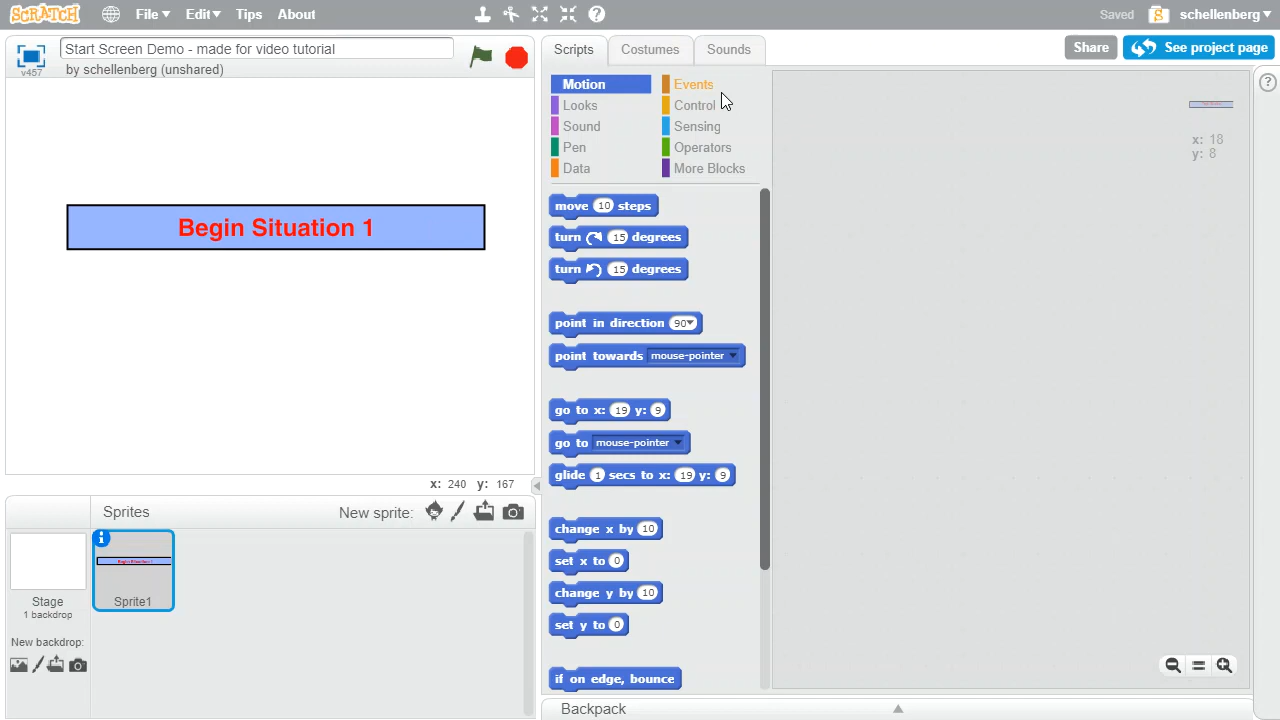 SCRATCH File Edit Tips About Saved schellenberg
v457 Start Screen Demo - made for video tutorial
by schellenberg (unshared)
Scripts Costumes Sounds Share See project page
Motion Events
Looks Control
Sound Sensing
Pen Operators
Data More Blocks
x: 18
y: 8
Begin Situation 1
move 10 steps
turn 15 degrees
turn 15 degrees
point in direction 90
point towards mouse-pointer
go to x: 19 y: 9
go to mouse-pointer
glide 1 secs to x: 19 y: 9
change x by 10
set x to 0
change y by 10
set y to 0
if on edge, bounce
x: 240 y: 167
Sprites New sprite:
Begin Situation 1
Stage
1 backdrop
Sprite1
New backdrop:
Backpack